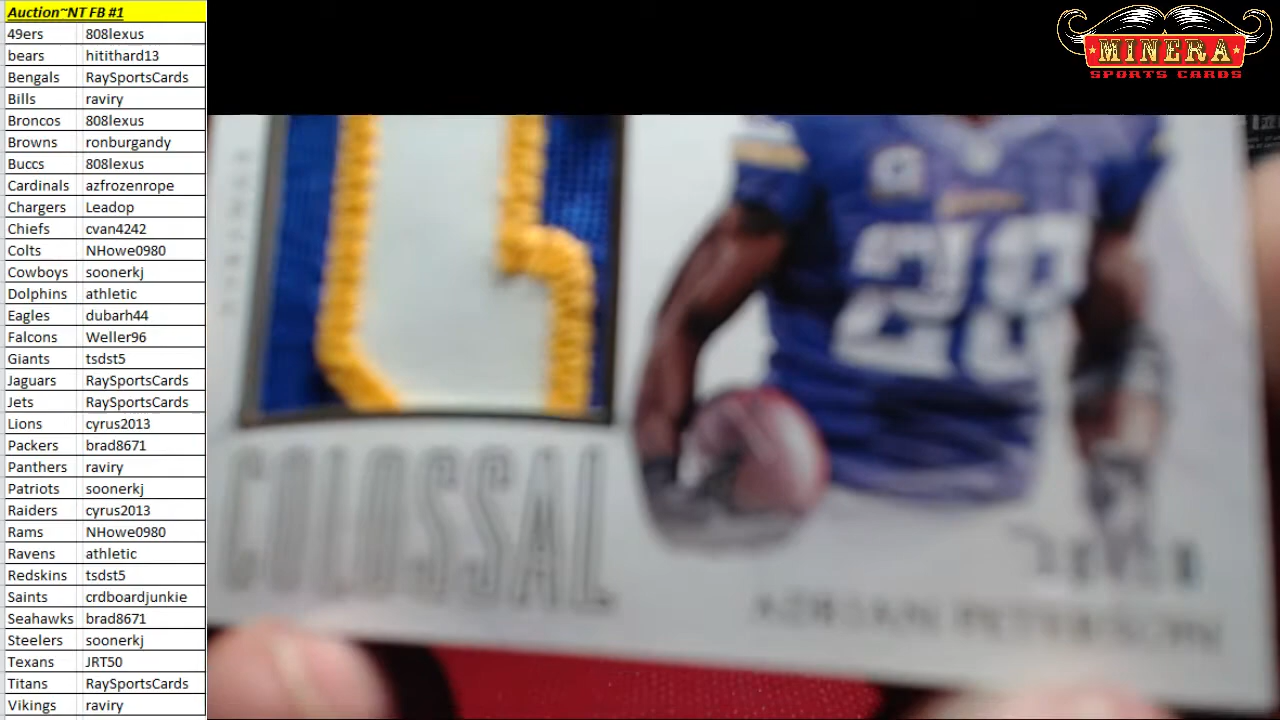 Auction~NT FB #1
49ers 808lexus
bears hitithard13
Bengals RaySportsCards
Bills raviry
Broncos 808lexus
Browns ronburgandy
Buccs 808lexus
Cardinals azfrozenrope
Chargers Leadop
Chiefs cvan4242
Colts NHowe0980
Cowboys soonerkj
Dolphins athletic
Eagles dubarh44
Falcons Weller96
Giants tsdst5
Jaguars RaySportsCards
Jets RaySportsCards
Lions cyrus2013
Packers brad8671
Panthers raviry
Patriots soonerkj
Raiders cyrus2013
Rams NHowe0980
Ravens athletic
Redskins tsdst5
Saints crdboardjunkie
Seahawks brad8671
Steelers soonerkj
Texans JRT50
Titans RaySportsCards
Vikings raviry
MINERA
SPORTS CARDS
C
28
COLOSSAL
ADRIAN PETERSON